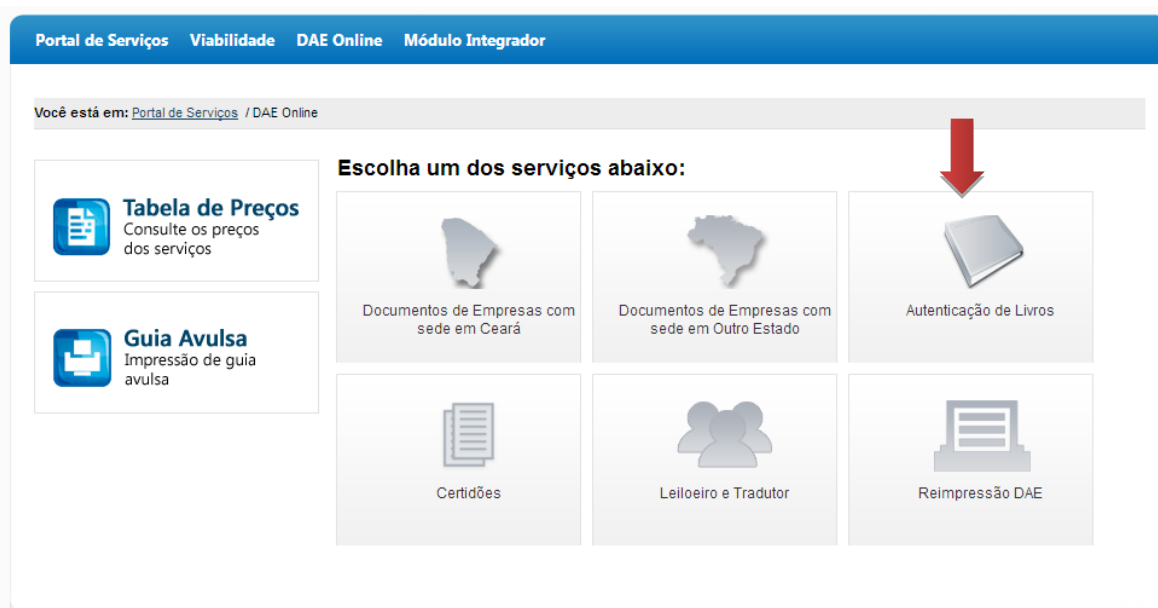 Portal de Serviços Viabilidade DAE Online Módulo Integrador
Você está em: Portal de Serviços / DAE Online
Escolha um dos serviços abaixo:
Tabela de Preços
Consulte os preços
dos serviços
Guia Avulsa
Impressão de guia
avulsa
Documentos de Empresas com
sede em Ceará
Documentos de Empresas com
sede em Outro Estado
Autenticação de Livros
Certidões
Leiloeiro e Tradutor
Reimpressão DAE